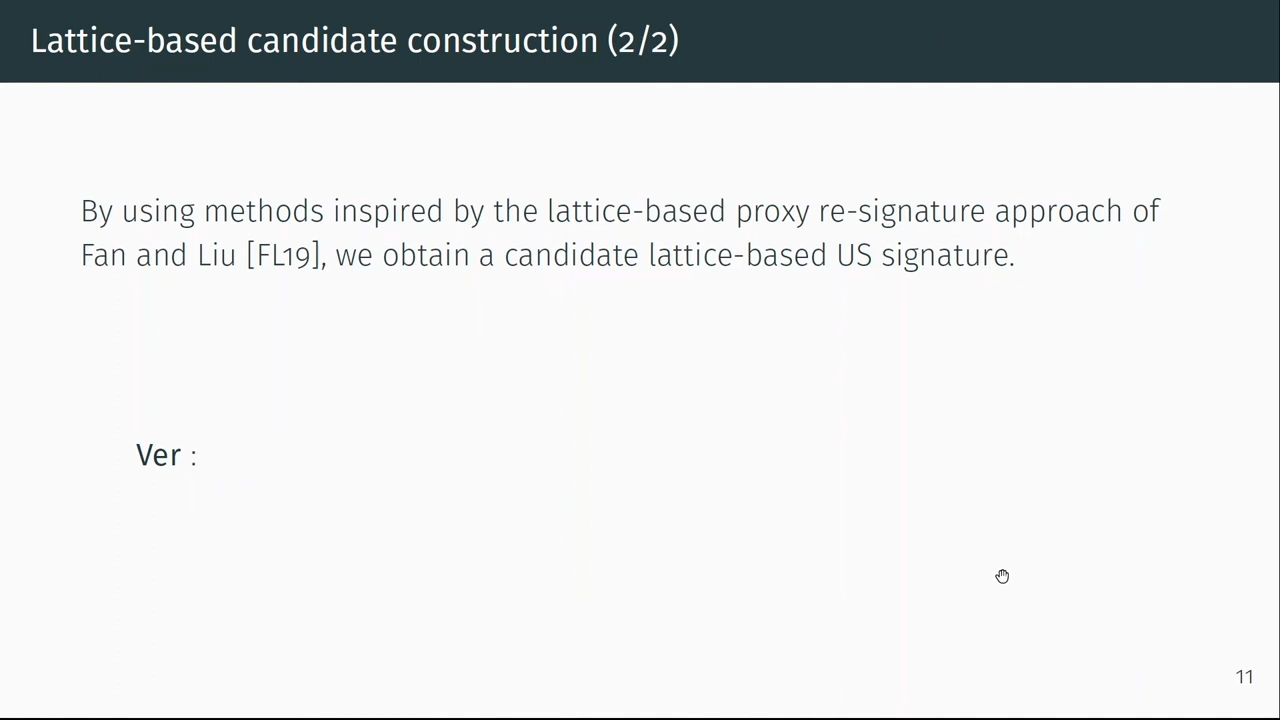 Lattice-based candidate construction (2/2)
By using methods inspired by the lattice-based proxy re-signature approach of
Fan and Liu [FL19], we obtain a candidate lattice-based US signature.
Ver :
11